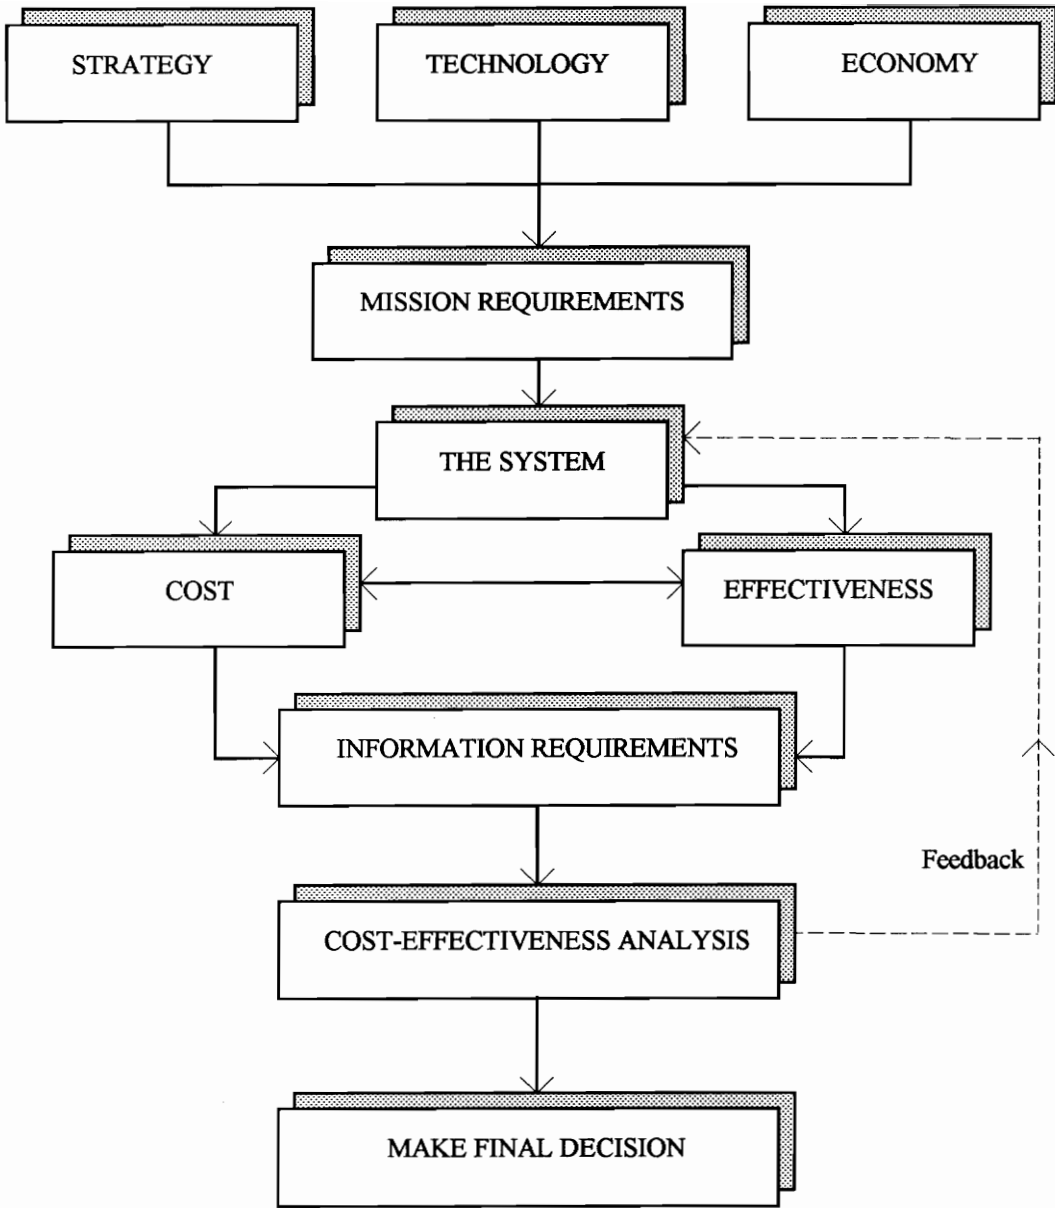 STRATEGY
TECHNOLOGY
ECONOMY
MISSION REQUIREMENTS
THE SYSTEM
COST
EFFECTIVENESS
INFORMATION REQUIREMENTS
Feedback
COST-EFFECTIVENESS ANALYSIS
MAKE FINAL DECISION